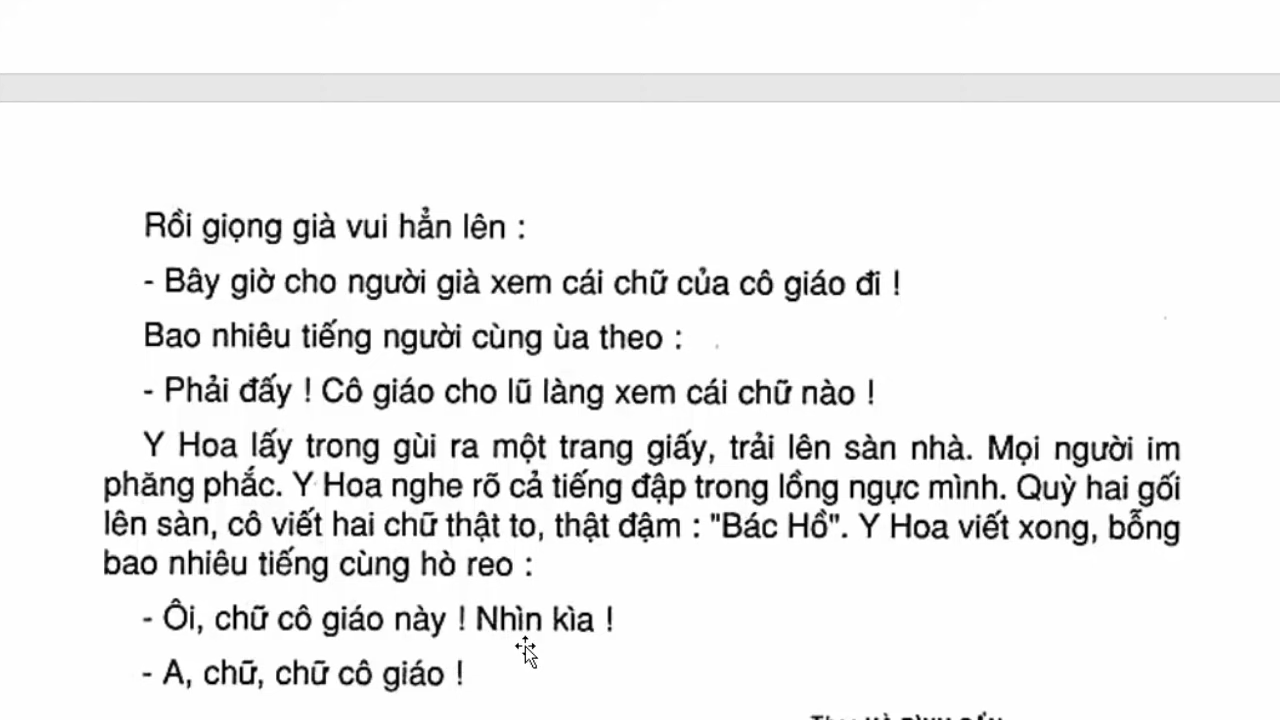 Rồi giọng già vui hẳn lên :
- Bây giờ cho người già xem cái chữ của cô giáo đi !
Bao nhiêu tiếng người cùng ùa theo :
- Phải đấy ! Cô giáo cho lũ làng xem cái chữ nào !
Y Hoa lấy trong gùi ra một trang giấy, trải lên sàn nhà. Mọi người im
phăng phắc. Y Hoa nghe rõ cả tiếng đập trong lồng ngực mình. Quỳ hai gối
lên sàn, cô viết hai chữ thật to, thật đậm : "Bác Hồ". Y Hoa viết xong, bỗng
bao nhiêu tiếng cùng hò reo :
- Ôi, chữ cô giáo này ! Nhìn kìa !
- A, chữ, chữ cô giáo !